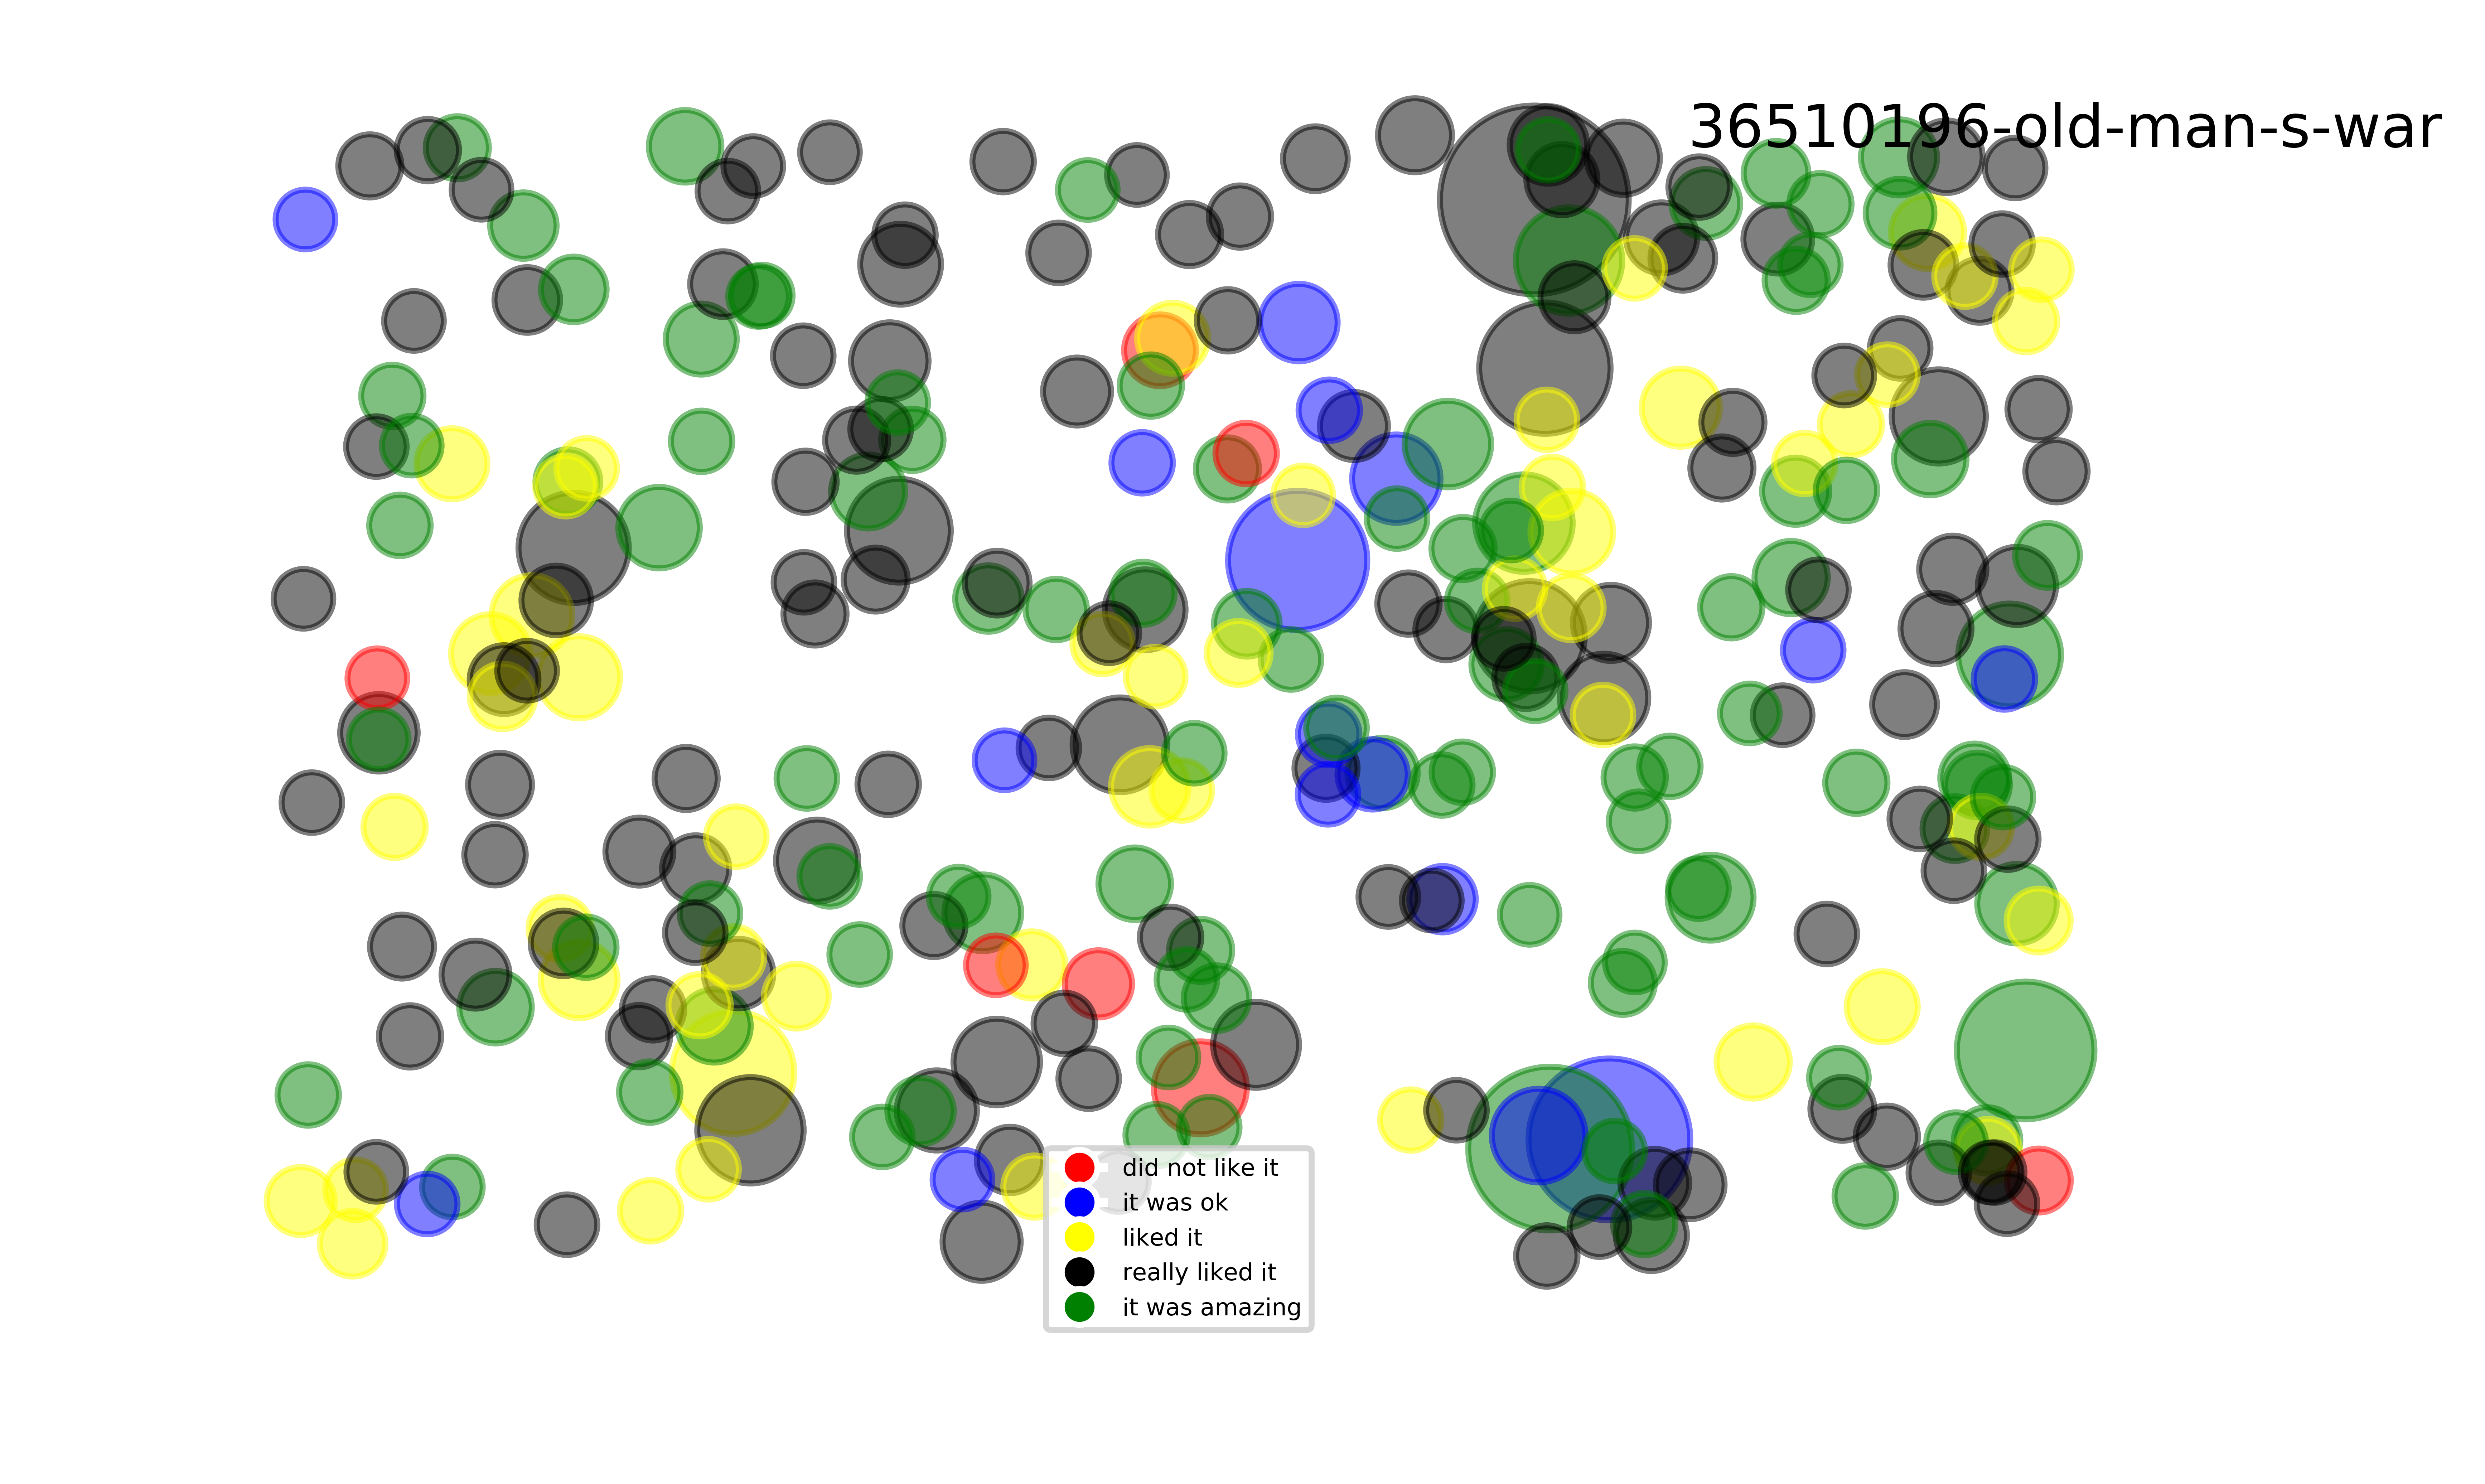 36510196-old-man-s-war
did not like it
it was ok
liked it
really liked it
it was amazing